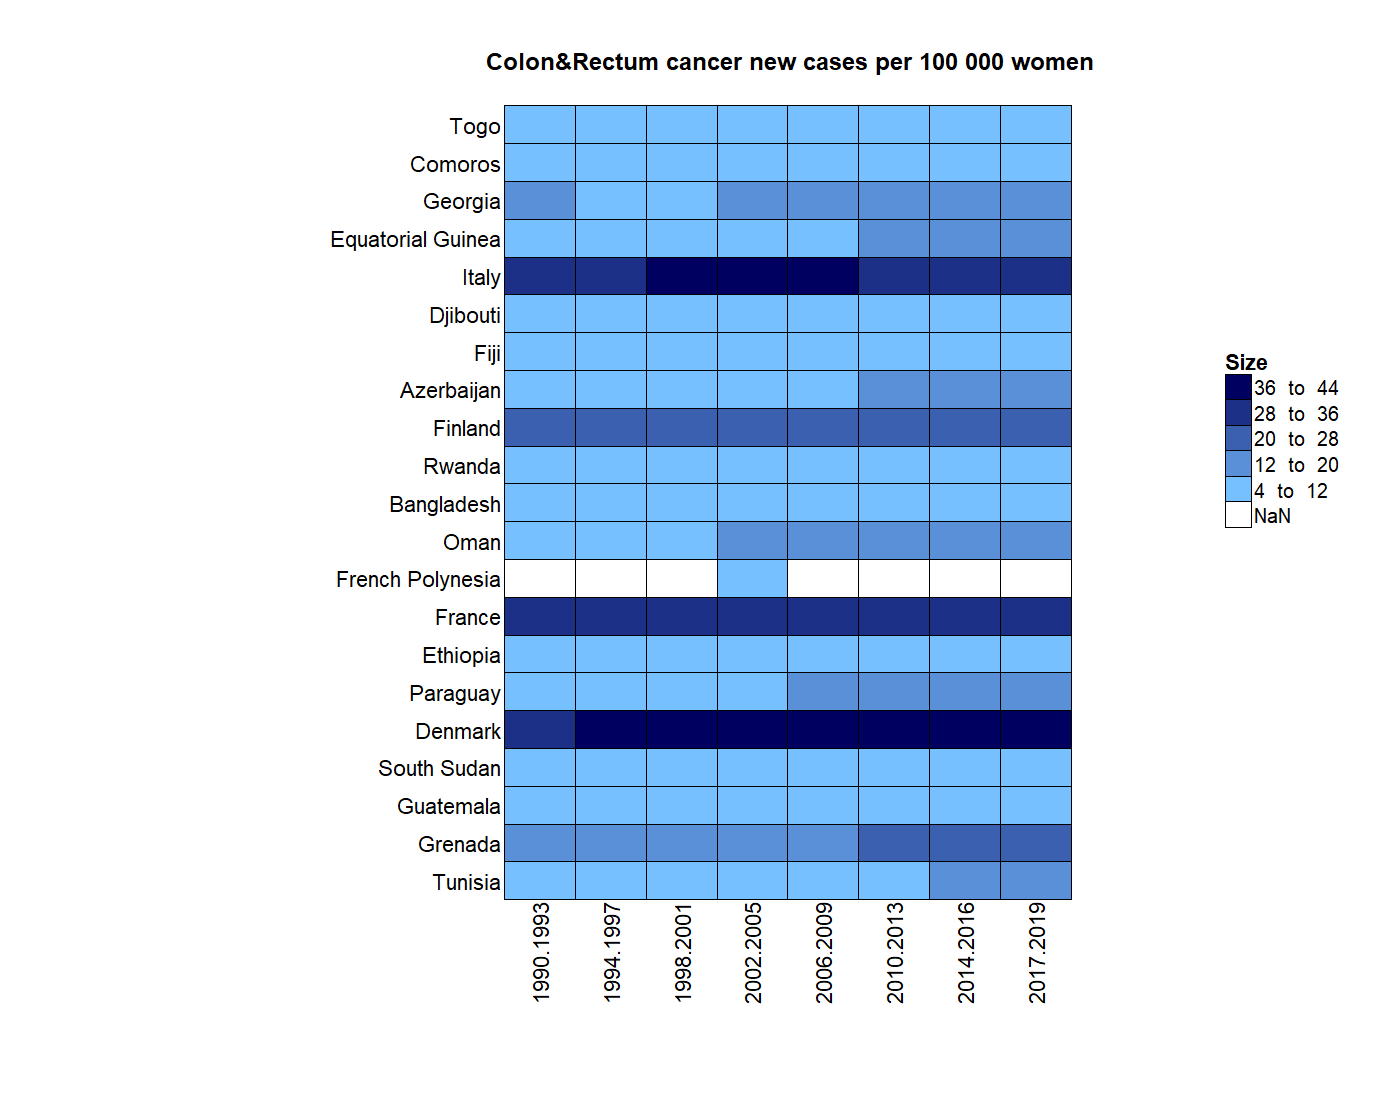 Colon&Rectum cancer new cases per 100 000 women
Togo
Comoros
Georgia
Equatorial Guinea
Italy
Djibouti
Fiji
Azerbaijan
Finland
Rwanda
Bangladesh
Oman
French Polynesia
France
Ethiopia
Paraguay
Denmark
South Sudan
Guatemala
Grenada
Tunisia
1990.1993
1994.1997
1998.2001
2002.2005
2006.2009
2010.2013
2014.2016
2017.2019
Size
36 to 44
28 to 36
20 to 28
12 to 20
4 to 12
NaN